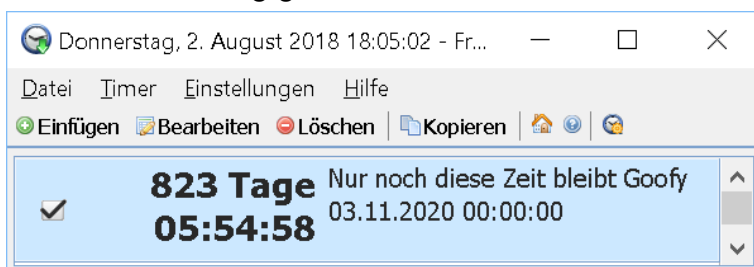 Donnerstag, 2. August 2018 18:05:02 - Fr...
Datei Timer Einstellungen Hilfe
Einfügen Bearbeiten Löschen Kopieren
823 Tage
05:54:58
Nur noch diese Zeit bleibt Goofy
03.11.2020 00:00:00